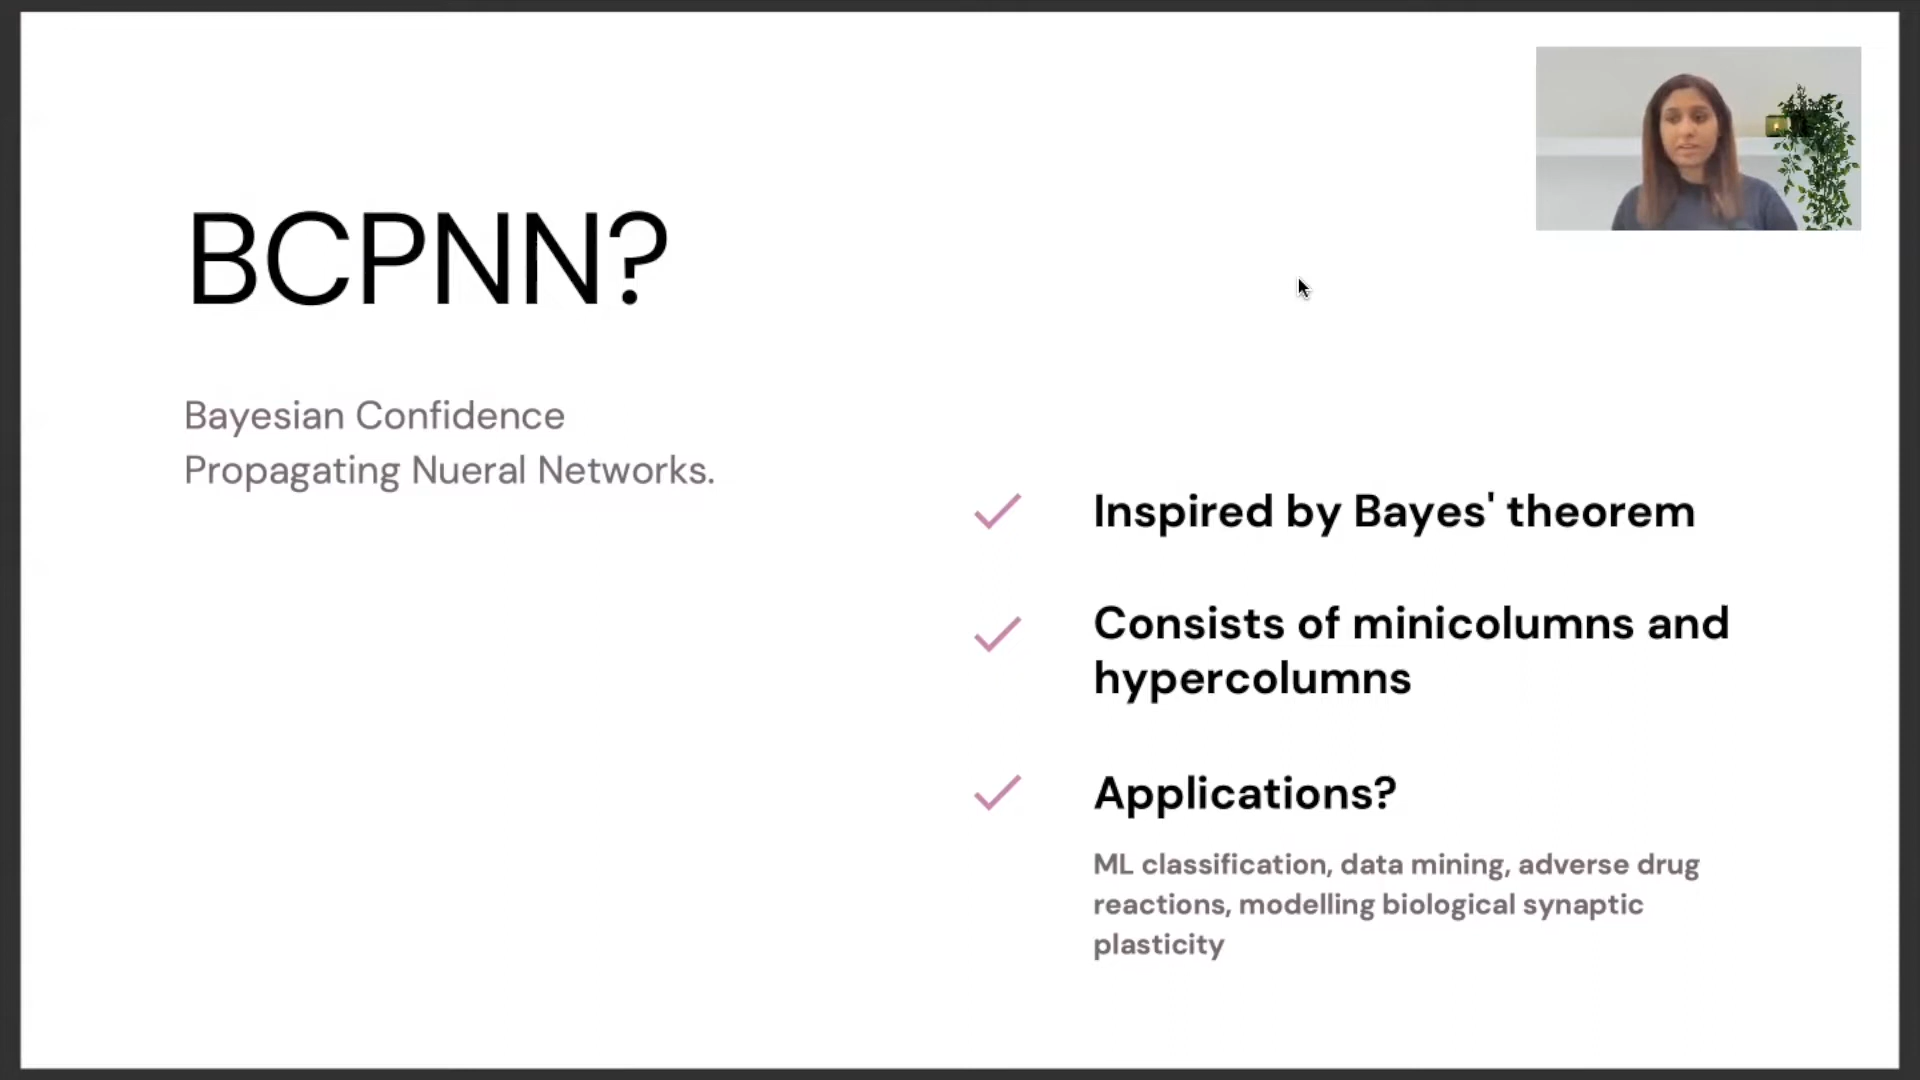 BCPNN?
Bayesian Confidence
Propagating Nueral Networks.
Inspired by Bayes' theorem
Consists of minicolumns and
hypercolumns
Applications?
ML classification, data mining, adverse drug
reactions, modelling biological synaptic
plasticity